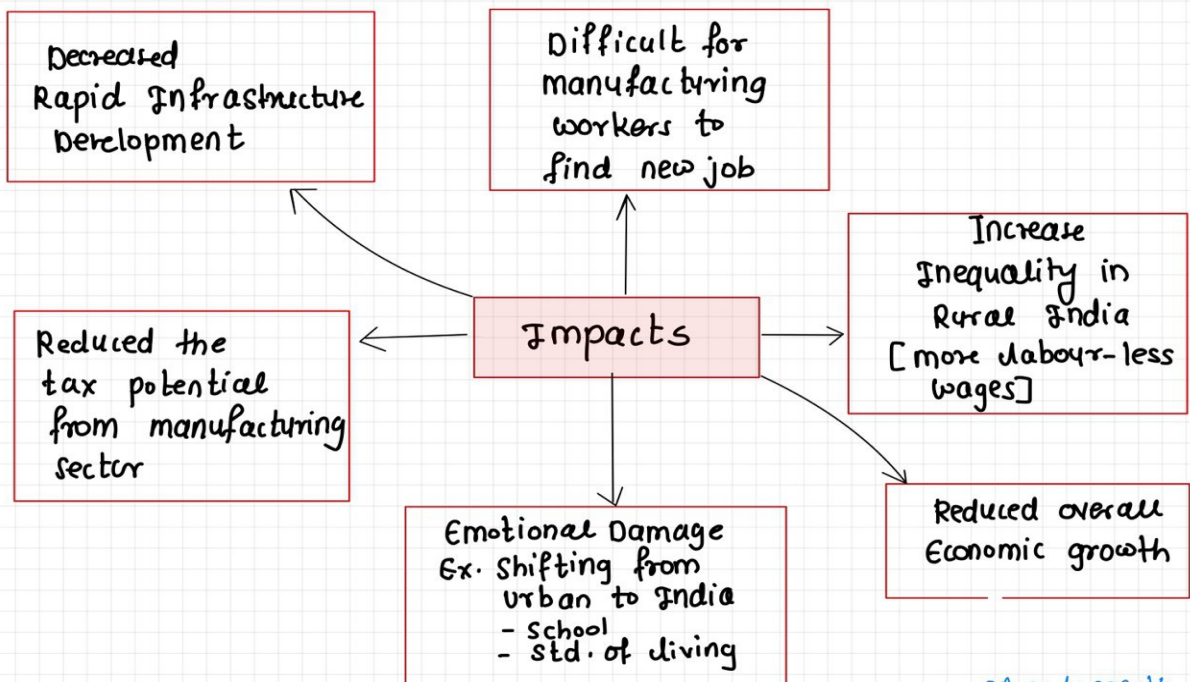 Decreased
Rapid Infrastructure
Development
Difficult for
manufacturing
workers to
find new job
Increase
Inequality in
Rural India
[more labour-less
wages]
Impacts
Reduced the
tax potential
from manufacturing
sector
Emotional Damage
Ex. Shifting from
urban to India
- School
- Std. of living
Reduced overall
Economic growth